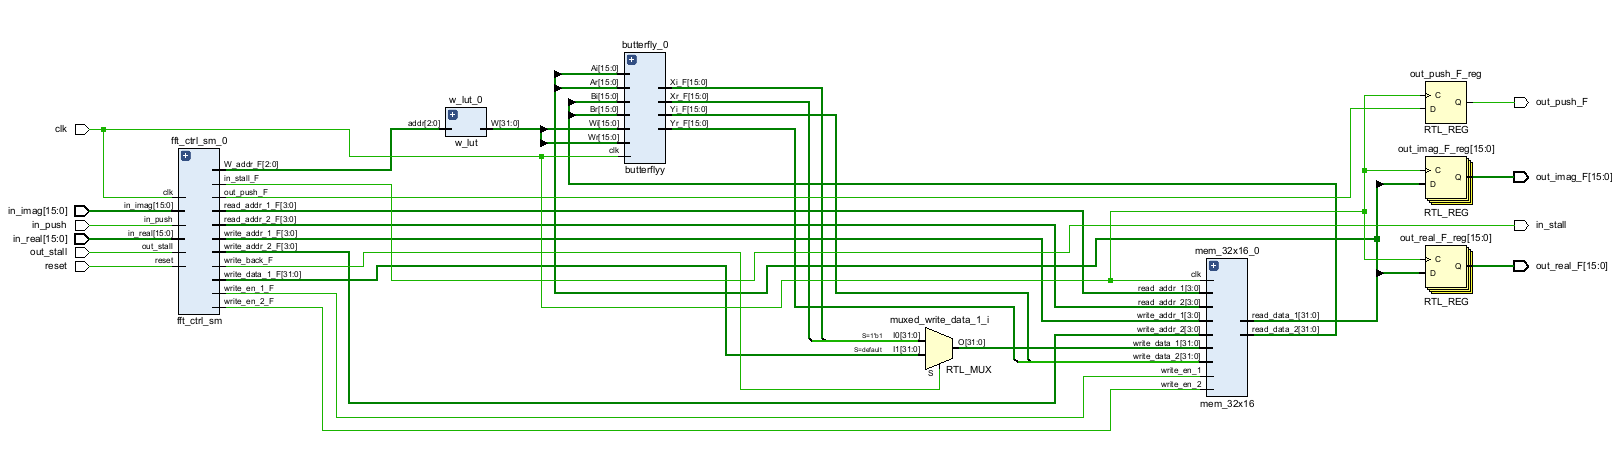 clk
in_imag[15:0]
in_push
in_real[15:0]
out_stall
reset
fft_ctrl_sm_0
clk
in_imag[15:0]
in_push
in_real[15:0]
out_stall
reset
W_addr_F[2:0]
in_stall_F
out_push_F
read_addr_1_F[3:0]
read_addr_2_F[3:0]
write_addr_1_F[3:0]
write_addr_2_F[3:0]
write_back_F
write_data_1_F[31:0]
write_en_1_F
write_en_2_F
fft_ctrl_sm
w_lut_0
addr[2:0]
W[31:0]
w_lut
butterfly_0
Ai[15:0]
Ar[15:0]
Bi[15:0]
Br[15:0]
Wi[15:0]
Wr[15:0]
clk
Xi_F[15:0]
Xr_F[15:0]
Yi_F[15:0]
Yr_F[15:0]
butterflyy
muxed_write_data_1_i
S=1'b1
I0[31:0]
S=default
I1[31:0]
O[31:0]
S
RTL_MUX
mem_32x16_0
clk
read_addr_1[3:0]
read_addr_2[3:0]
write_addr_1[3:0]
write_addr_2[3:0]
write_data_1[31:0]
write_data_2[31:0]
write_en_1
write_en_2
read_data_1[31:0]
read_data_2[31:0]
mem_32x16
out_push_F_reg
C
D
Q
RTL_REG
out_imag_F_reg[15:0]
C
D
Q
RTL_REG
out_real_F_reg[15:0]
C
D
Q
RTL_REG
out_push_F
out_imag_F[15:0]
in_stall
out_real_F[15:0]